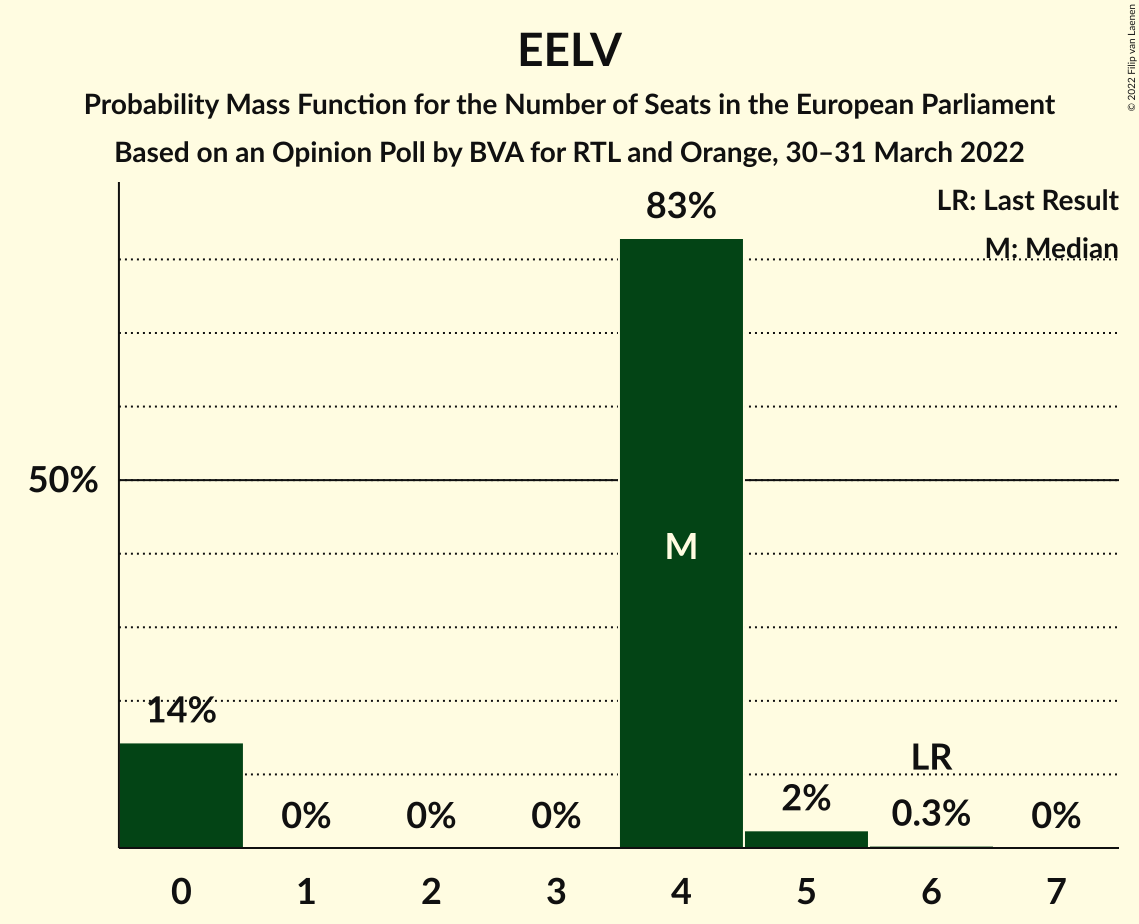 EELV
Probability Mass Function for the Number of Seats in the European Parliament
Based on an Opinion Poll by BVA for RTL and Orange, 30–31 March 2022
© 2022 Filip van Laenen
LR: Last Result
M: Median
83%
50%
M
14%
0%
0%
0%
2%
LR
0.3%
0%
0 1 2 3 4 5 6 7